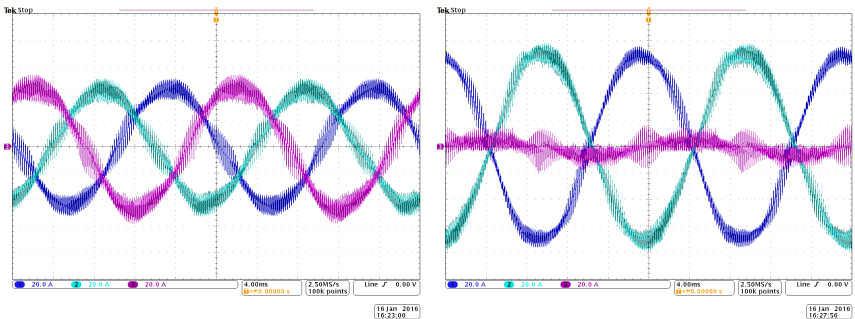 Tek Stop
1 20.0 A 2 20.0 A 3 20.0 A
4.00ms
0.00000 s
2.50MS/s
100k points
Line 0.00 V
16 Jan 2016
16:23:00
Tek Stop
1 20.0 A 2 20.0 A 3 20.0 A
4.00ms
0.00000 s
2.50MS/s
100k points
Line 0.00 V
16 Jan 2016
16:27:56